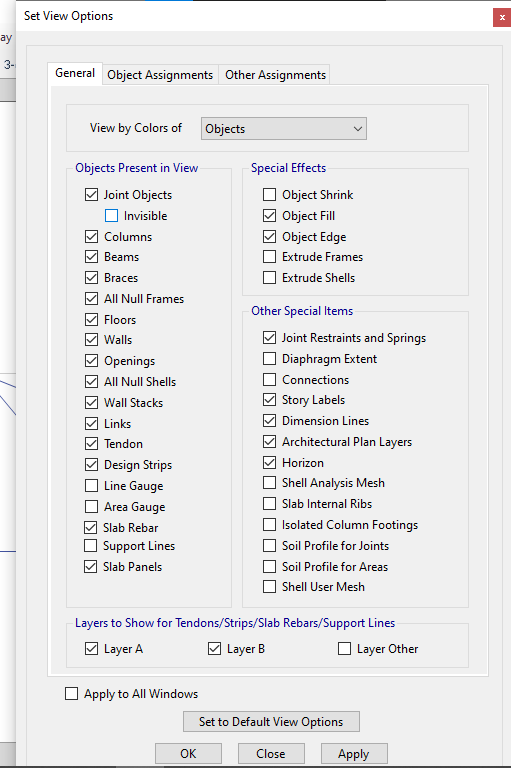 Set View Options
x
ay
3-
General
Object Assignments
Other Assignments
View by Colors of
Objects
Objects Present in View
Joint Objects
Invisible
Columns
Beams
Braces
All Null Frames
Floors
Walls
Openings
All Null Shells
Wall Stacks
Links
Tendon
Design Strips
Line Gauge
Area Gauge
Slab Rebar
Support Lines
Slab Panels
Special Effects
Object Shrink
Object Fill
Object Edge
Extrude Frames
Extrude Shells
Other Special Items
Joint Restraints and Springs
Diaphragm Extent
Connections
Story Labels
Dimension Lines
Architectural Plan Layers
Horizon
Shell Analysis Mesh
Slab Internal Ribs
Isolated Column Footings
Soil Profile for Joints
Soil Profile for Areas
Shell User Mesh
Layers to Show for Tendons/Strips/Slab Rebars/Support Lines
Layer A
Layer B
Layer Other
Apply to All Windows
Set to Default View Options
OK
Close
Apply